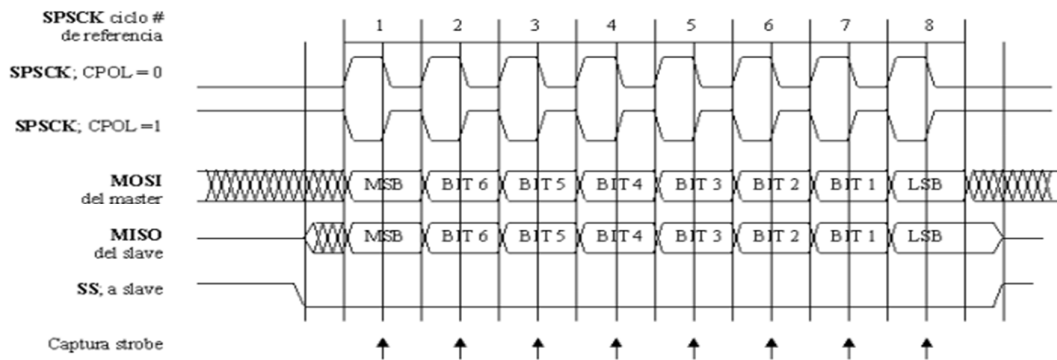 SPSCK ciclo #
de referencia
1 2 3 4 5 6 7 8
SPSCK; CPOL = 0
SPSCK; CPOL =1
MOSI
del master
MSB BIT 6 BIT 5 BIT 4 BIT 3 BIT 2 BIT 1 LSB
MISO
del slave
MSB BIT 6 BIT 5 BIT 4 BIT 3 BIT 2 BIT 1 LSB
SS; a slave
Captura strobe